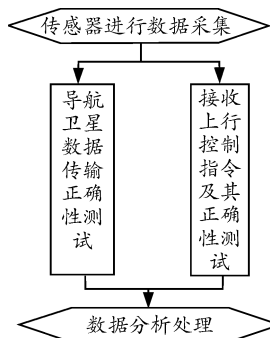 传感器进行数据采集
导航
卫星
数据
传输
正确
性测
试
接收
上行
控制
指令
及其
正确
性测
试
数据分析处理